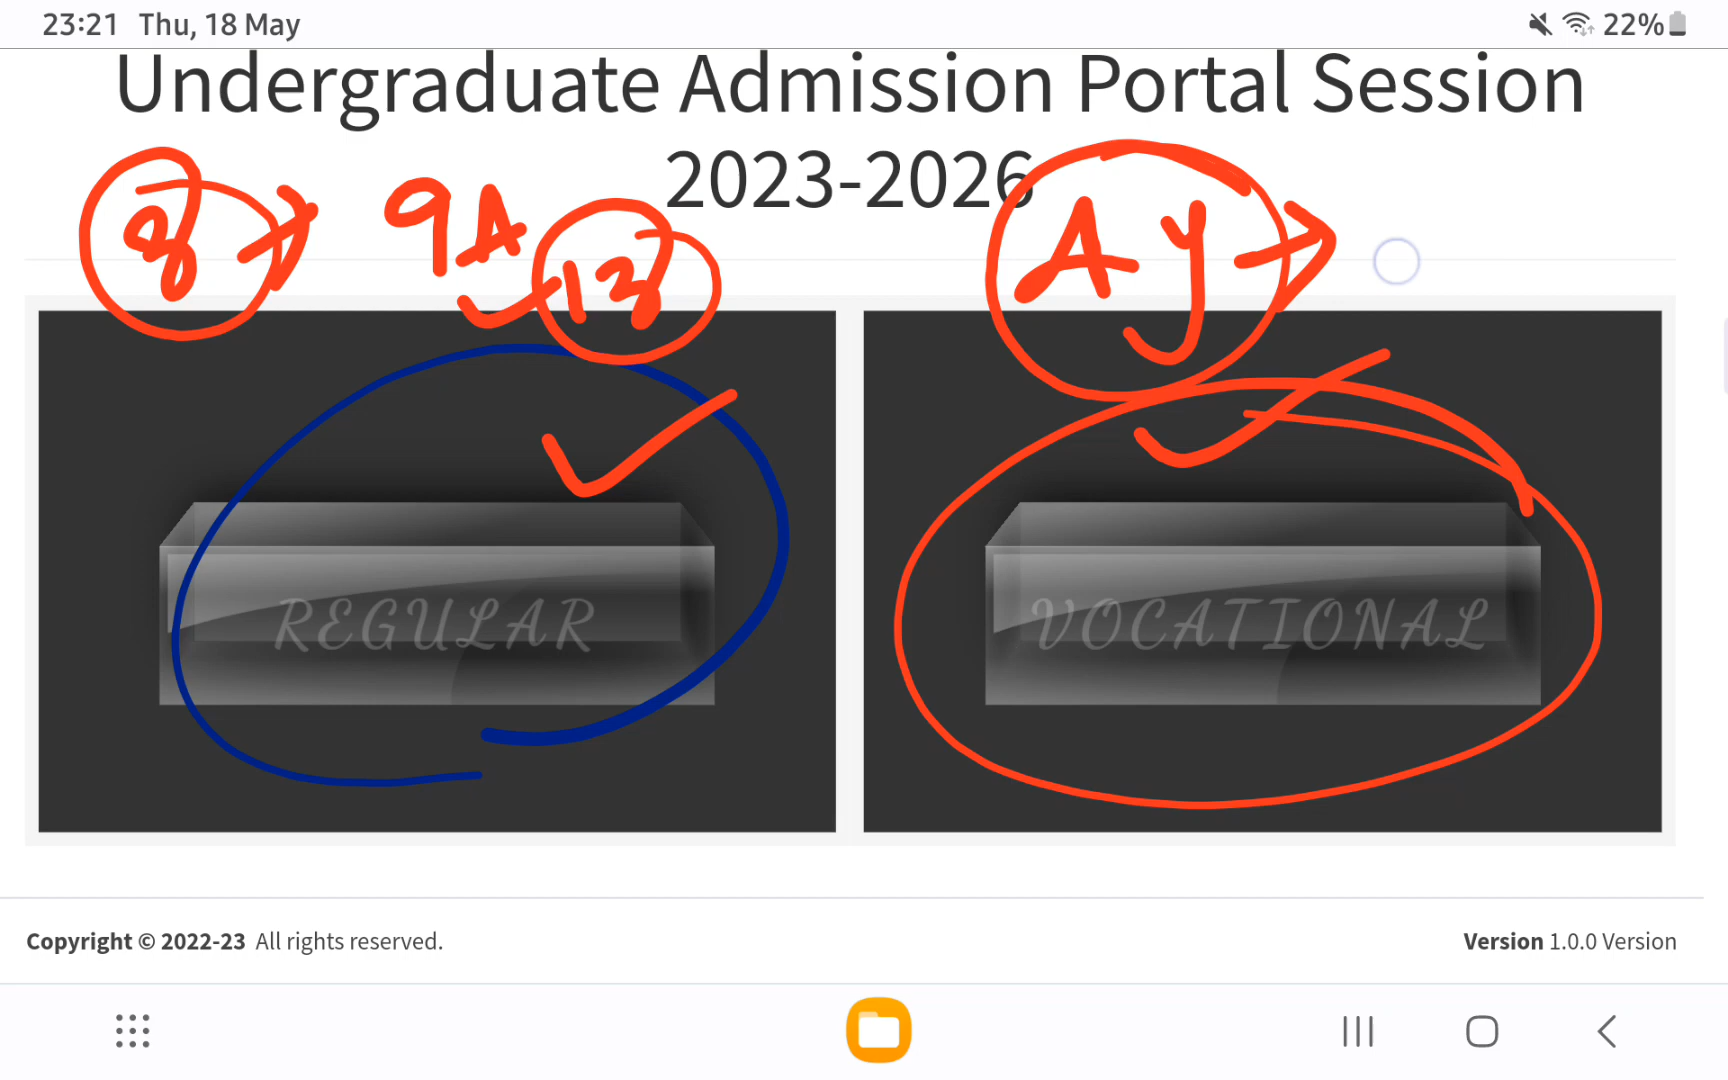 23:21 Thu, 18 May 22%
Undergraduate Admission Portal Session
2023-2026
8 9A 12 Ay
REGULAR VOCATIONAL
Copyright © 2022-23 All rights reserved. Version 1.0.0 Version